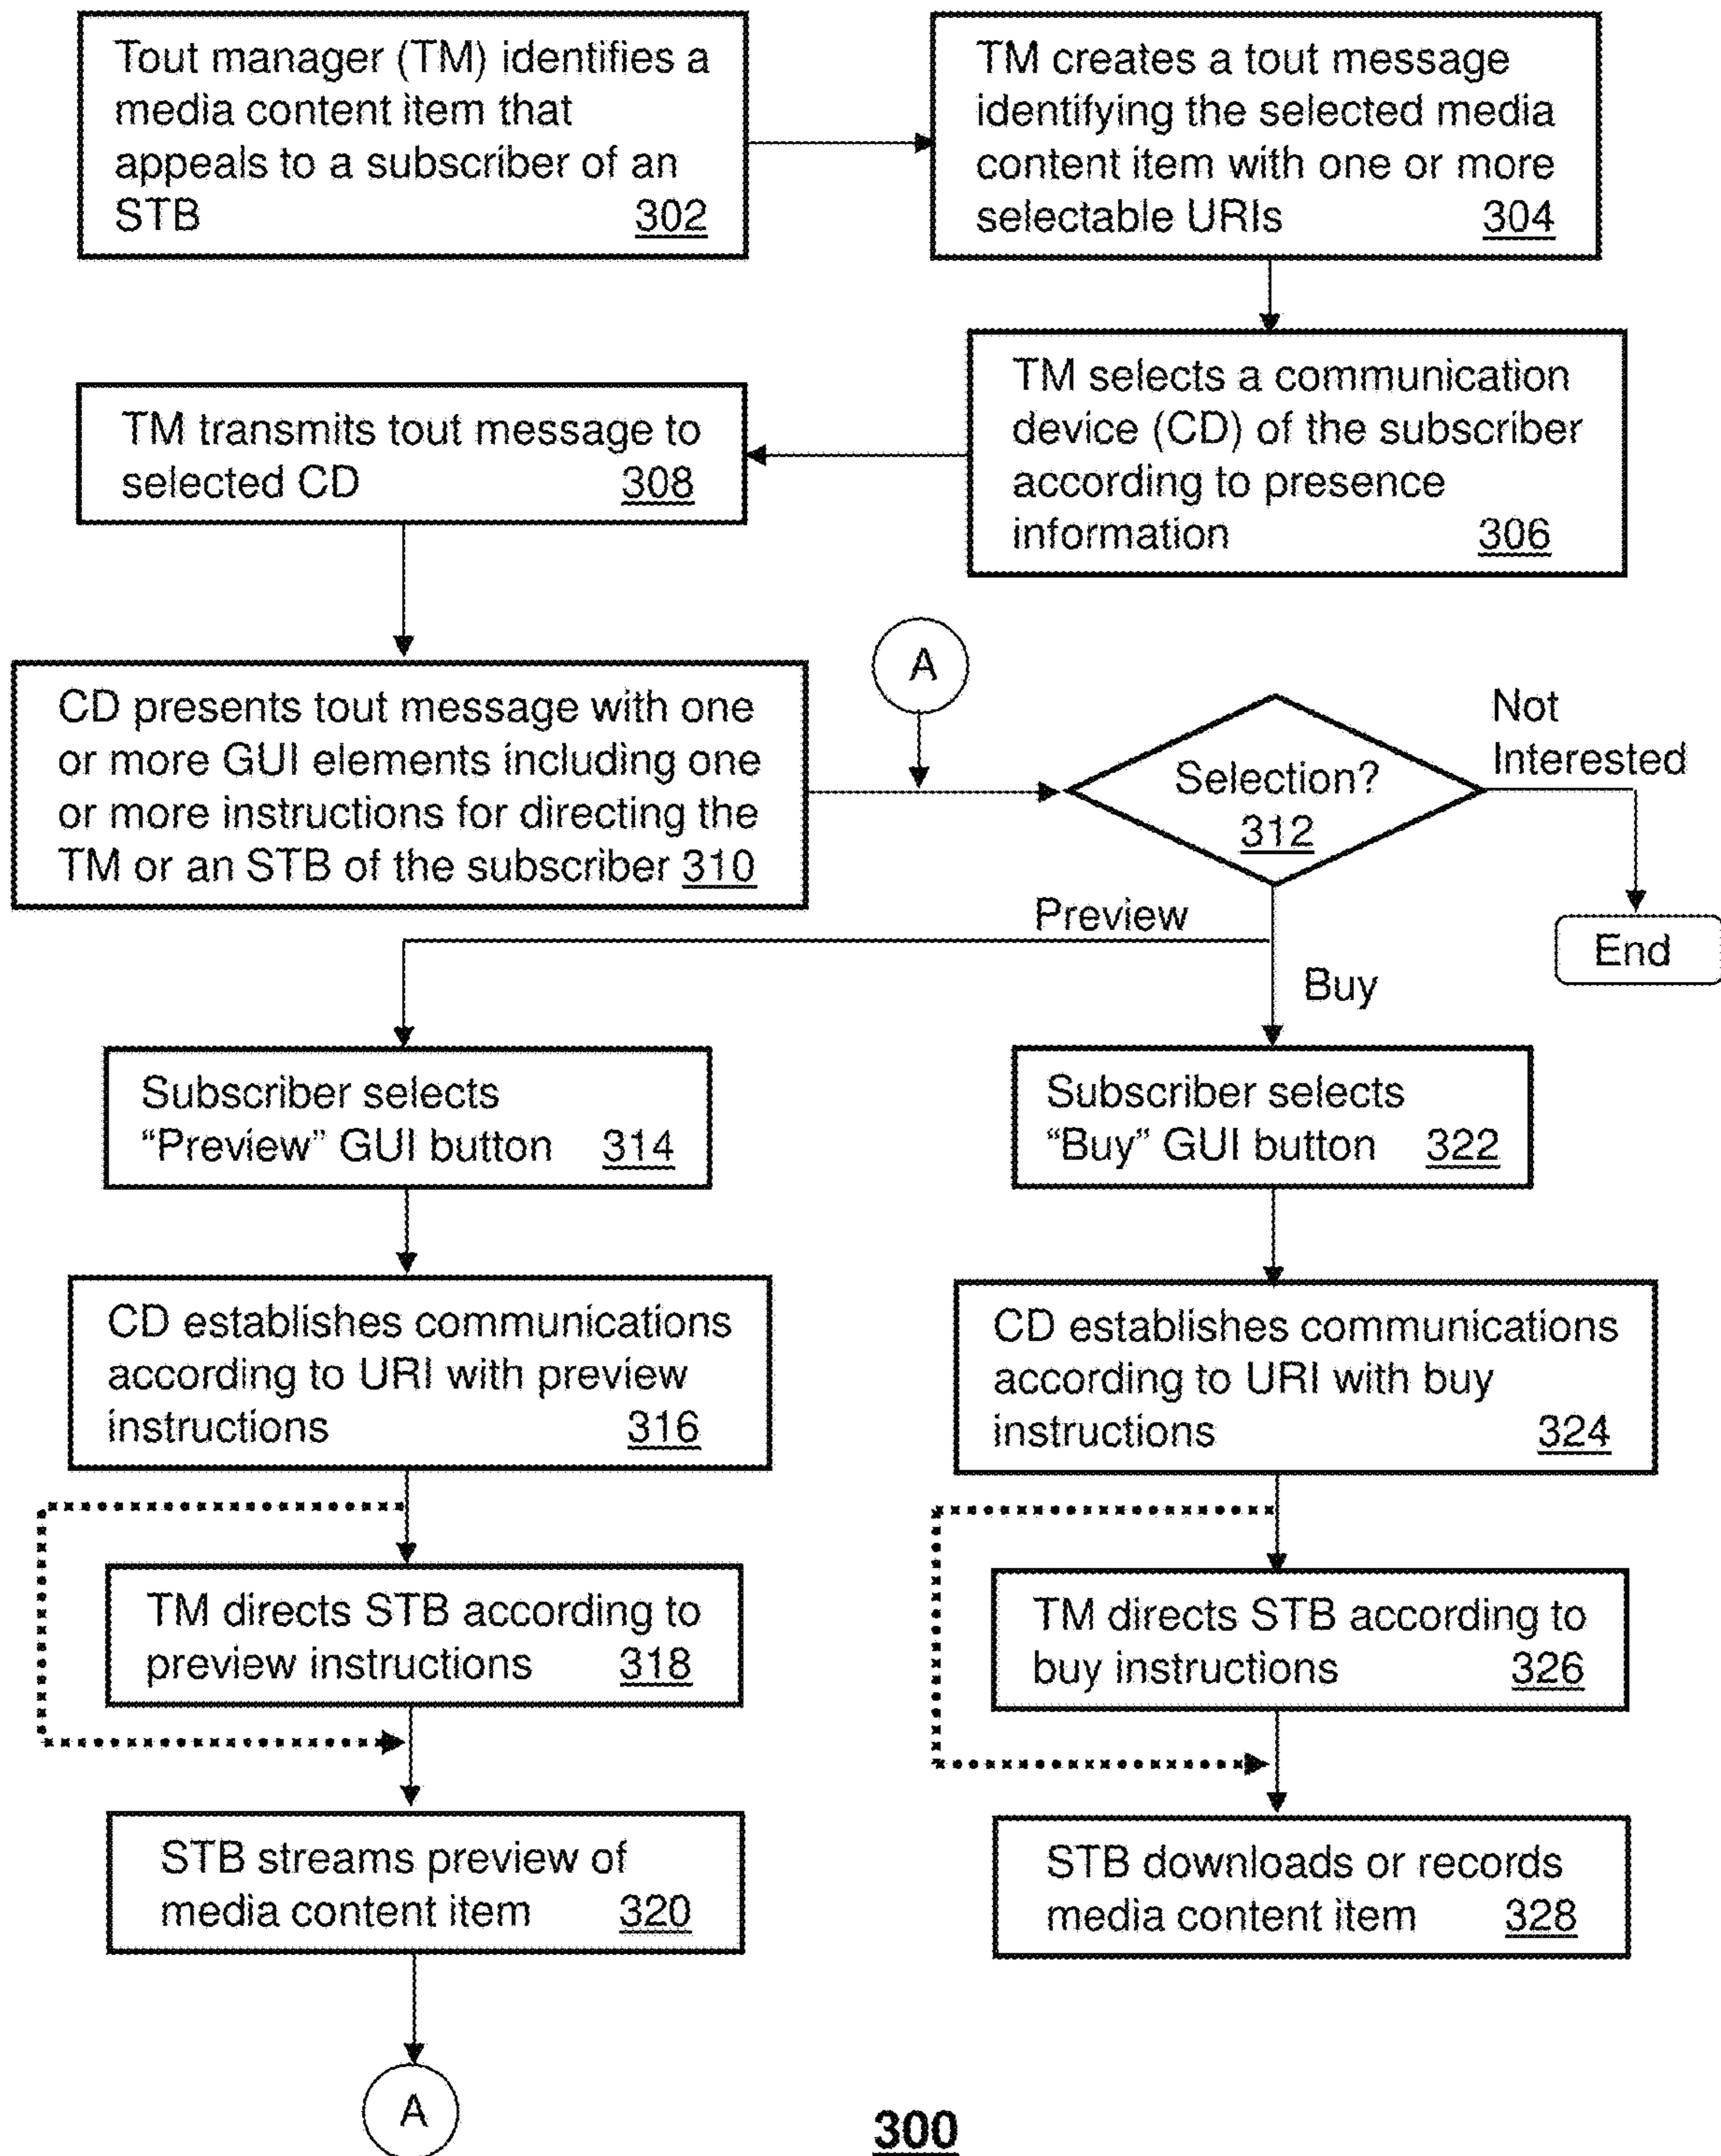 Tout manager (TM) identifies a
media content item that
appeals to a subscriber of an
STB 302
TM creates a tout message
identifying the selected media
content item with one or more
selectable URIs 304
TM selects a communication
device (CD) of the subscriber
according to presence
information 306
TM transmits tout message to
selected CD 308
CD presents tout message with one
or more GUI elements including one
or more instructions for directing the
TM or an STB of the subscriber 310
A
Selection?
312
Not
Interested
End
Preview
Buy
Subscriber selects
“Preview” GUI button 314
Subscriber selects
“Buy” GUI button 322
CD establishes communications
according to URI with preview
instructions 316
CD establishes communications
according to URI with buy
instructions 324
TM directs STB according to
preview instructions 318
TM directs STB according to
buy instructions 326
STB streams preview of
media content item 320
STB downloads or records
media content item 328
A
300